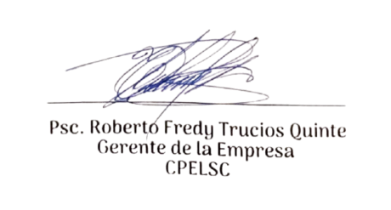 Psc. Roberto Fredy Trucios Quinte
Gerente de la Empresa
CPELSC